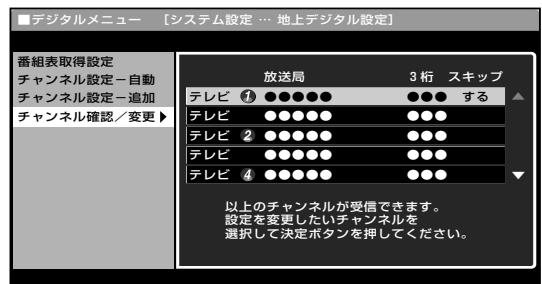 ■デジタルメニュー [システム設定 … 地上デジタル設定]
番組表取得設定
チャンネル設定－自動
チャンネル設定－追加
チャンネル確認／変更▶
放送局 3桁 スキップ
テレビ ① ●●●●● ●●● する ▲
テレビ ●●●●● ●●●
テレビ ② ●●●●● ●●●
テレビ ●●●●● ●●●
テレビ ④ ●●●●● ●●● ▼
以上のチャンネルが受信できます。
設定を変更したいチャンネルを
選択して決定ボタンを押してください。